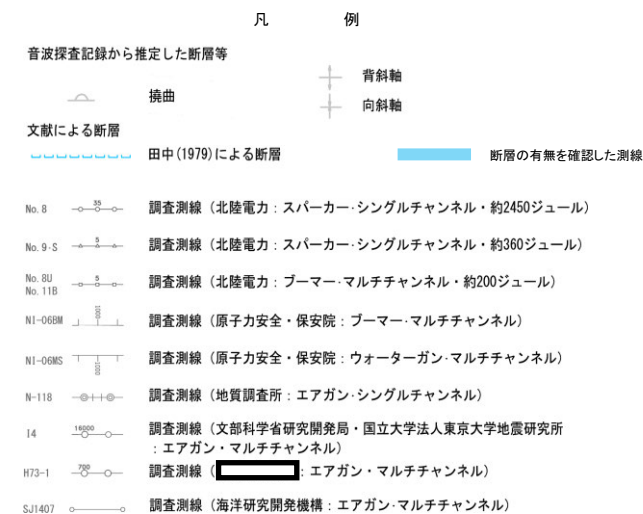 凡 例
音波探査記録から推定した断層等
背斜軸
撓曲
向斜軸
文献による断層
田中(1979)による断層
断層の有無を確認した測線
No. 8 35 調査測線（北陸電力：スパーカー・シングルチャンネル・約2450ジュール）
No. 9-S 5 調査測線（北陸電力：スパーカー・シングルチャンネル・約360ジュール）
No. 8U 5 調査測線（北陸電力：ブーマー・マルチチャンネル・約200ジュール）
No. 11B
NI-06BM 1000 調査測線（原子力安全・保安院：ブーマー・マルチチャンネル）
NI-06MS 1000 調査測線（原子力安全・保安院：ウォーターガン・マルチチャンネル）
N-118 調査測線（地質調査所：エアガン・シングルチャンネル）
I4 16000 調査測線（文部科学省研究開発局・国立大学法人東京大学地震研究所
：エアガン・マルチチャンネル）
H73-1 700 調査測線（ ：エアガン・マルチチャンネル）
SJ1407 調査測線（海洋研究開発機構：エアガン・マルチチャンネル）